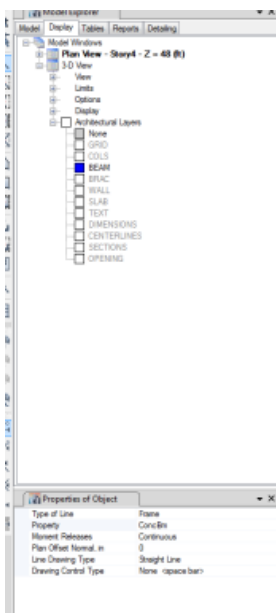 Model Explorer
Model Display Tables Reports Detailing
Model Windows
Plan View - Story4 - Z = 48 (ft)
3-D View
View
Limits
Options
Display
Architectural Layers
None
GRID
COLS
BEAM
BRAC
WALL
SLAB
TEXT
DIMENSIONS
CENTERLINES
SECTIONS
OPENING
Properties of Object
Type of Line Frame
Property ConcBm
Moment Releases Continuous
Plan Offset Normal, in 0
Line Drawing Type Straight Line
Drawing Control Type None <space bar>